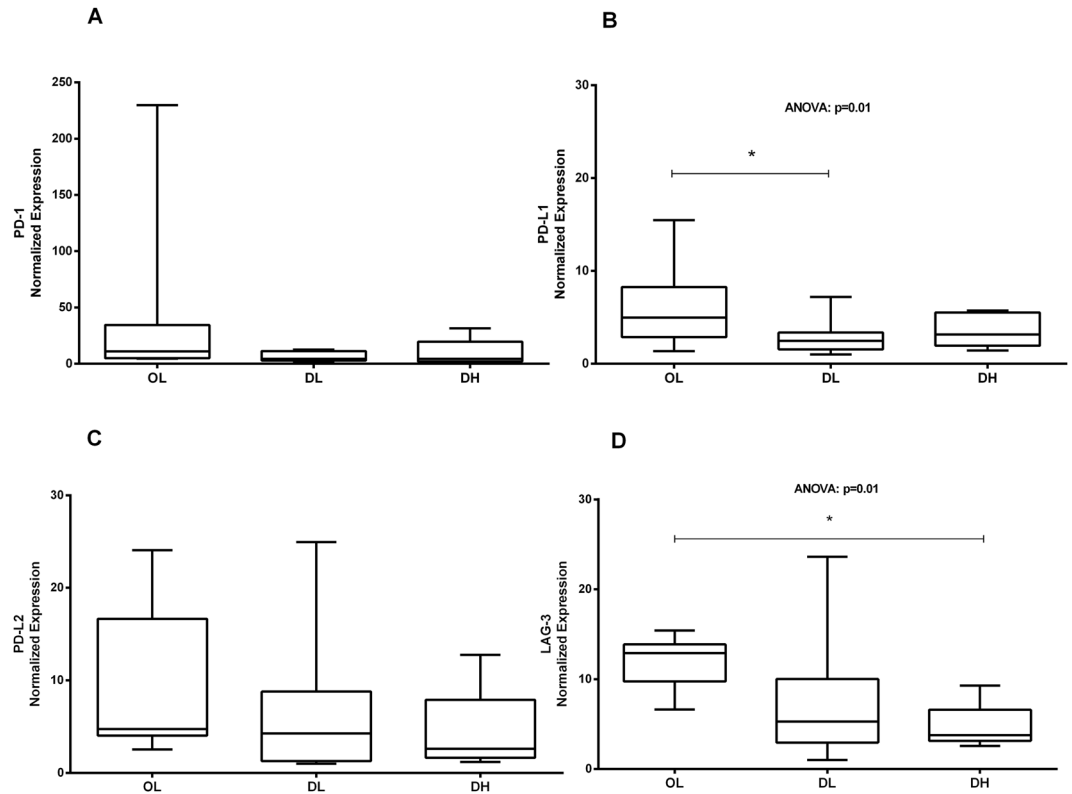 A
PD-1
Normalized Expression
250
200
150
100
50
0
OL DL DH
B
PD-L1
Normalized Expression
30
20
10
0
ANOVA: p=0.01
*
OL DL DH
C
PD-L2
Normalized Expression
30
20
10
0
OL DL DH
D
LAG-3
Normalized Expression
30
20
10
0
ANOVA: p=0.01
*
OL DL DH